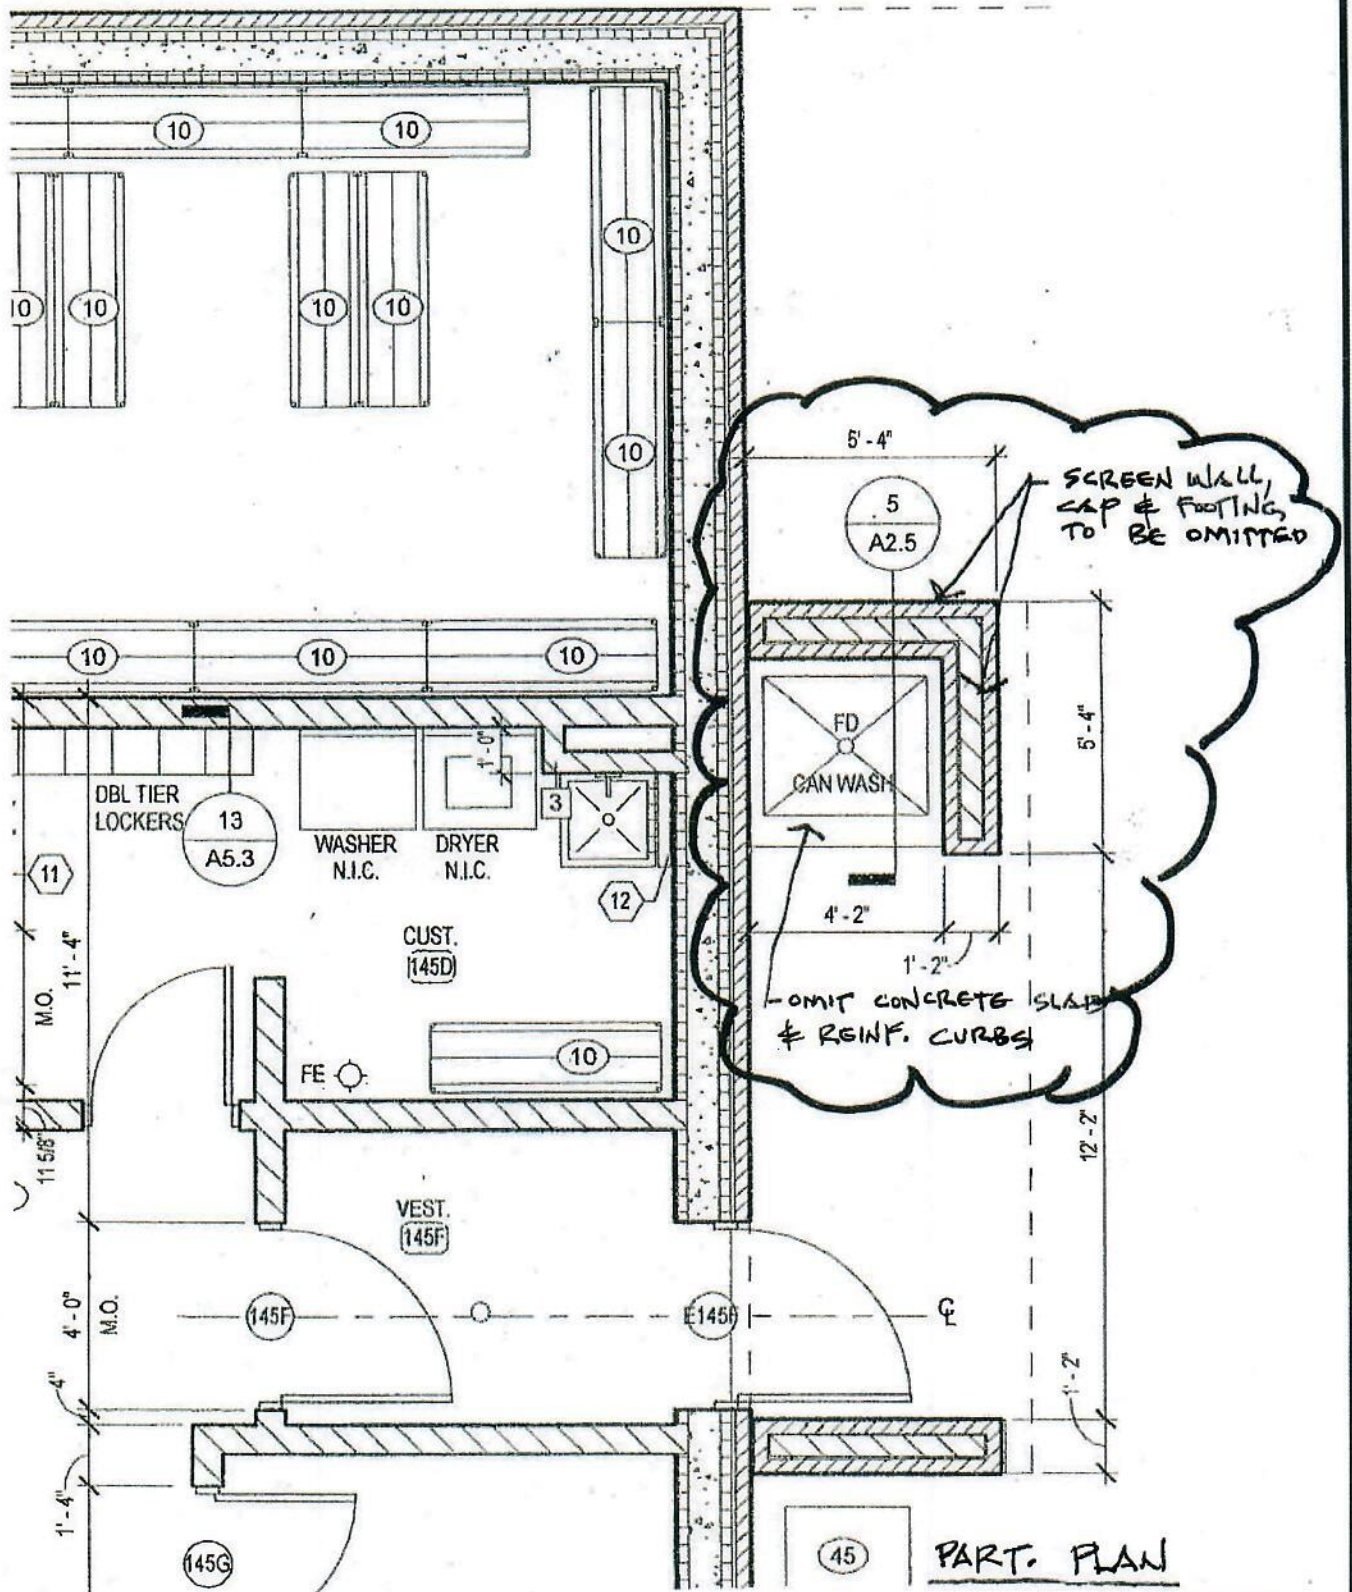 10
10
10
10
10
10
10
10
5' - 4"
SCREEN WALL,
CAP & FOOTING
TO BE OMITTED
5
A2.5
10
10
10
FD
CAN WASH
5' - 4"
1' - 0"
DBL TIER
LOCKERS
13
A5.3
3
WASHER
N.I.C.
DRYER
N.I.C.
11
12
4' - 2"
1' - 2"
CUST.
145D
11' - 4"
M.O.
OMIT CONCRETE SLAB
& REINF. CURBS
FE
10
11 5/8"
12' - 2"
VEST.
145F
4' - 0"
M.O.
145F
E145F
CL
4"
1' - 2"
1' - 4"
145G
45
PART. PLAN